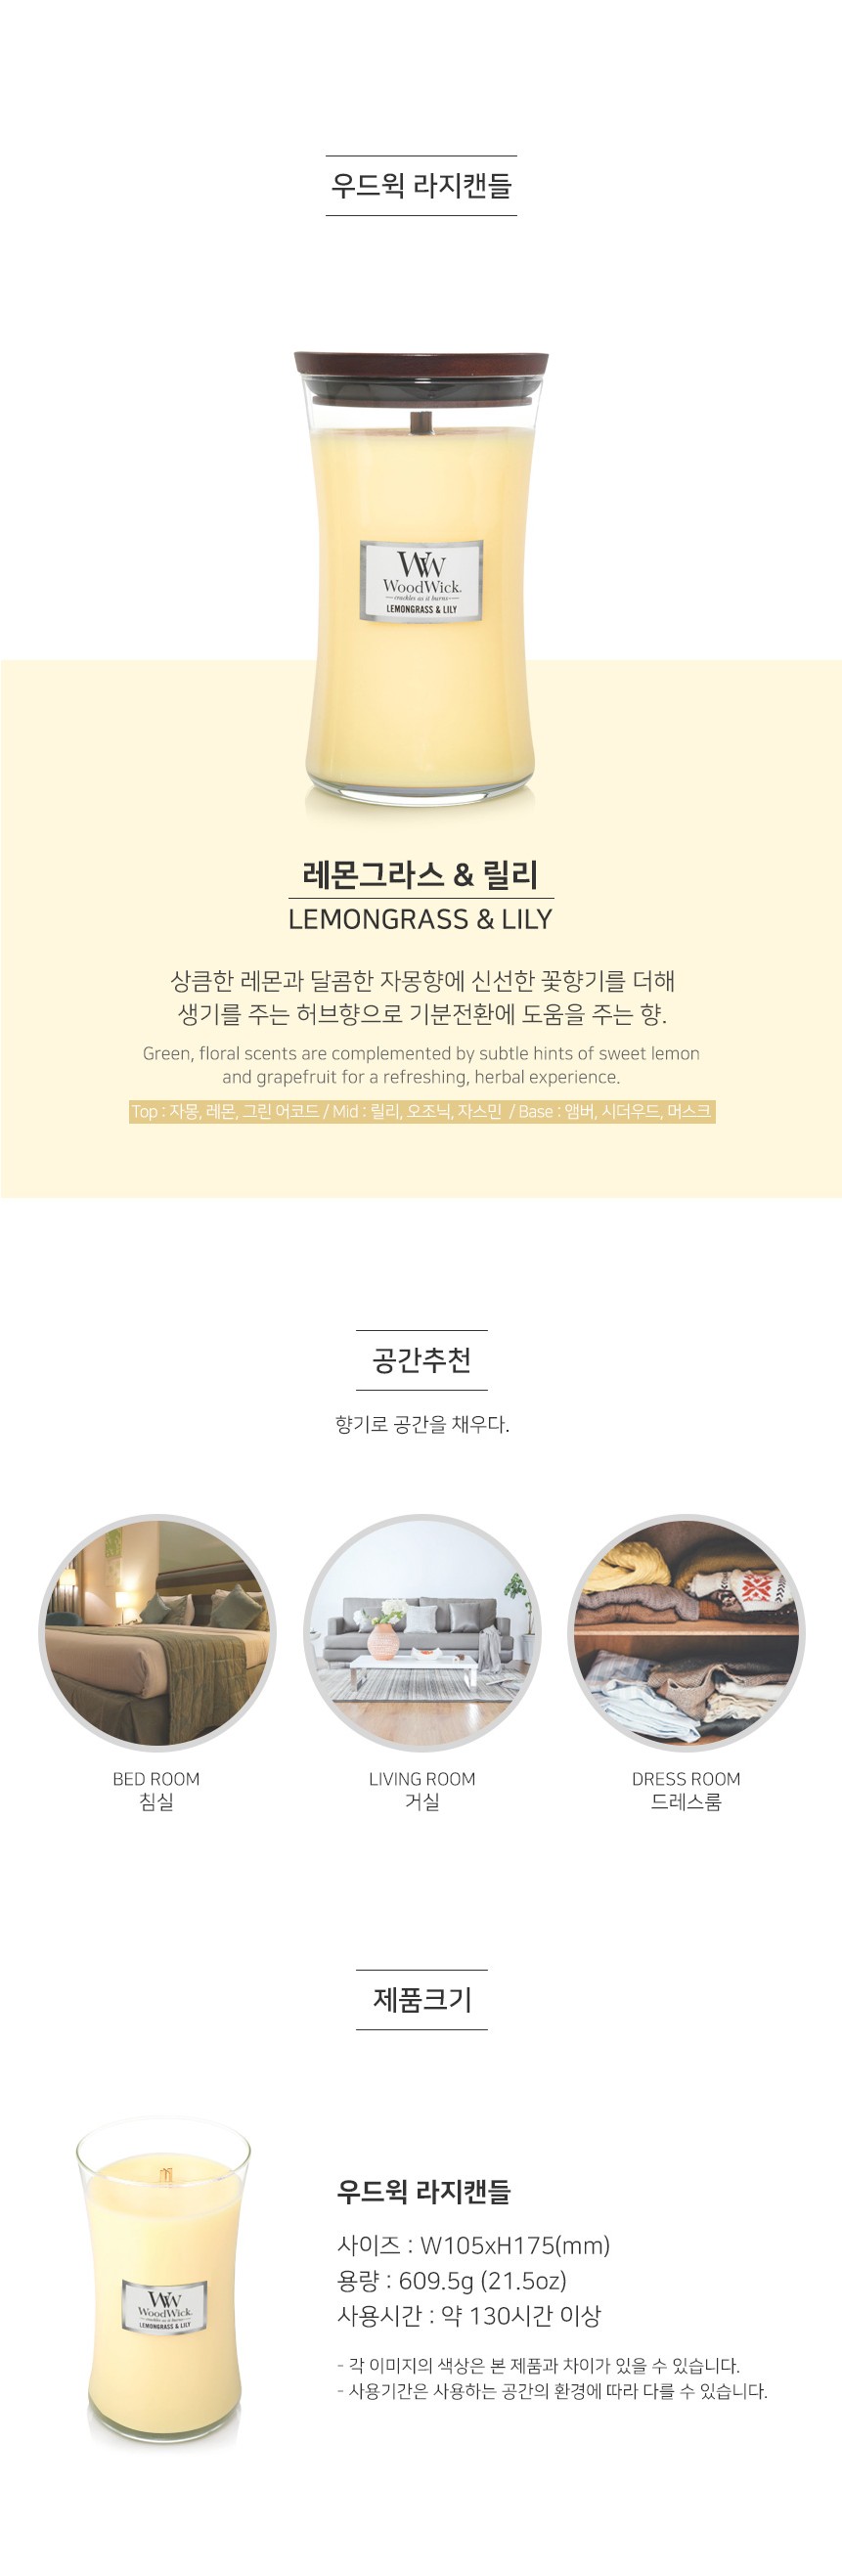 우드윅 라지캔들
WW
WoodWick.
crackles as it burns
LEMONGRASS & LILY
레몬그라스 & 릴리
LEMONGRASS & LILY
상큼한 레몬과 달콤한 자몽향에 신선한 꽃향기를 더해
생기를 주는 허브향으로 기분전환에 도움을 주는 향.
Green, floral scents are complemented by subtle hints of sweet lemon
and grapefruit for a refreshing, herbal experience.
Top : 자몽, 레몬, 그린 어코드 / Mid : 릴리, 오조닉, 자스민 / Base : 앰버, 시더우드, 머스크
공간추천
향기로 공간을 채우다.
BED ROOM
침실
LIVING ROOM
거실
DRESS ROOM
드레스룸
제품크기
WW
WoodWick.
crackles as it burns
LEMONGRASS & LILY
우드윅 라지캔들
사이즈 : W105xH175(mm)
용량 : 609.5g (21.5oz)
사용시간 : 약 130시간 이상
- 각 이미지의 색상은 본 제품과 차이가 있을 수 있습니다.
- 사용기간은 사용하는 공간의 환경에 따라 다를 수 있습니다.